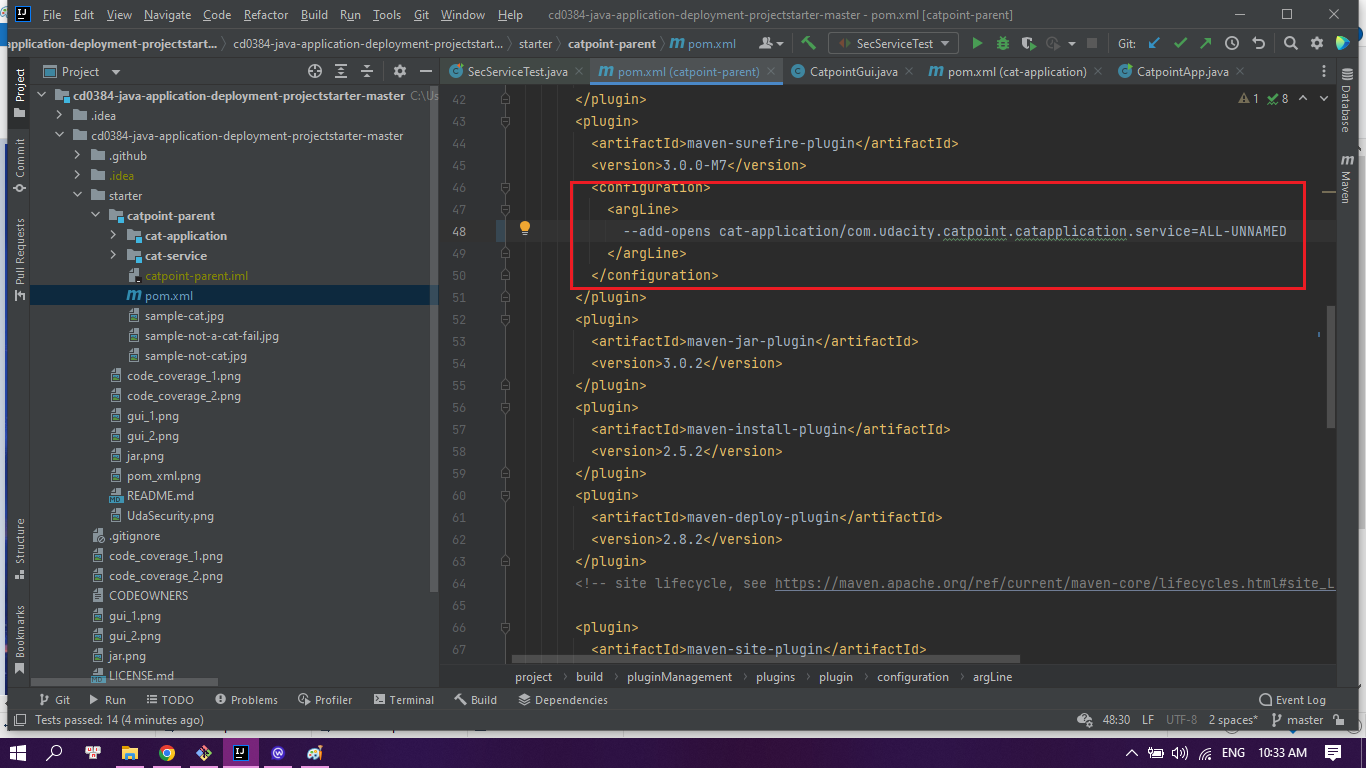 File Edit View Navigate Code Refactor Build Run Tools Git Window Help cd0384-java-application-deployment-projectstarter-master - pom.xml [catpoint-parent]
application-deployment-projectstart... cd0384-java-application-deployment-projectstart... starter catpoint-parent pom.xml SecServiceTest Git:
Project
SecServiceTest.java pom.xml (catpoint-parent) CatpointGui.java pom.xml (cat-application) CatpointApp.java
cd0384-java-application-deployment-projectstarter-master C:\Us
.idea
cd0384-java-application-deployment-projectstarter-master
.github
.idea
starter
catpoint-parent
cat-application
cat-service
catpoint-parent.iml
pom.xml
sample-cat.jpg
sample-not-a-cat-fail.jpg
sample-not-cat.jpg
code_coverage_1.png
code_coverage_2.png
gui_1.png
gui_2.png
jar.png
pom_xml.png
README.md
UdaSecurity.png
.gitignore
code_coverage_1.png
code_coverage_2.png
CODEOWNERS
gui_1.png
gui_2.png
jar.png
LICENSE.md
Project
Commit
Pull Requests
Structure
Bookmarks
1 8
42 </plugin>
43 <plugin>
44 <artifactId>maven-surefire-plugin</artifactId>
45 <version>3.0.0-M7</version>
46 <configuration>
47 <argLine>
48 --add-opens cat-application/com.udacity.catpoint.catapplication.service=ALL-UNNAMED
49 </argLine>
50 </configuration>
51 </plugin>
52 <plugin>
53 <artifactId>maven-jar-plugin</artifactId>
54 <version>3.0.2</version>
55 </plugin>
56 <plugin>
57 <artifactId>maven-install-plugin</artifactId>
58 <version>2.5.2</version>
59 </plugin>
60 <plugin>
61 <artifactId>maven-deploy-plugin</artifactId>
62 <version>2.8.2</version>
63 </plugin>
64 <!-- site lifecycle, see https://maven.apache.org/ref/current/maven-core/lifecycles.html#site_L
65
66 <plugin>
67 <artifactId>maven-site-plugin</artifactId>
Database
Maven
project build pluginManagement plugins plugin configuration argLine
Git Run TODO Problems Profiler Terminal Build Dependencies Event Log
Tests passed: 14 (4 minutes ago) 48:30 LF UTF-8 2 spaces* master
ENG 10:33 AM